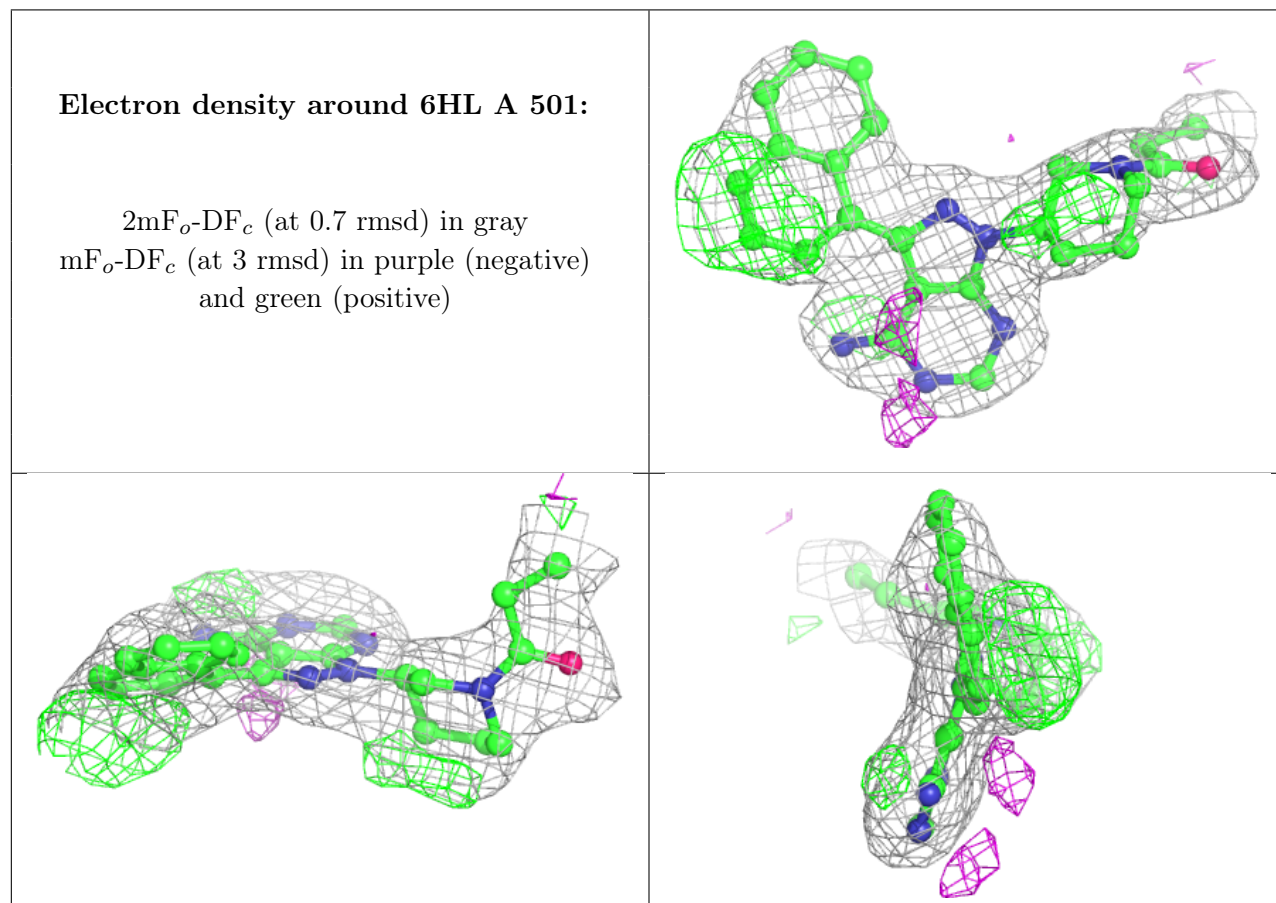 Electron density around 6HL A 501:
2mFo-DFc (at 0.7 rmsd) in gray
mFo-DFc (at 3 rmsd) in purple (negative)
and green (positive)